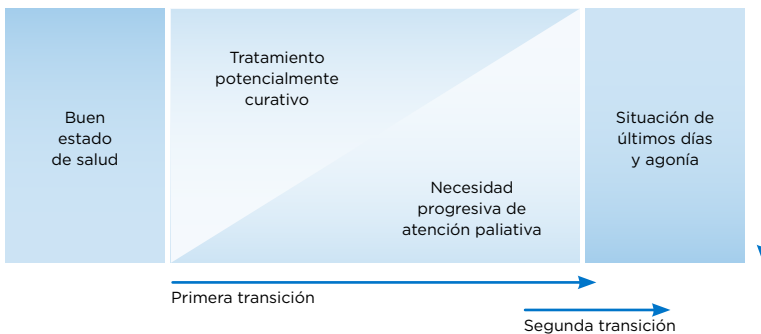 Buen
estado
de salud
Tratamiento
potencialmente
curativo
Necesidad
progresiva de
atención paliativa
Situación de
últimos días
y agonía
Primera transición
Segunda transición